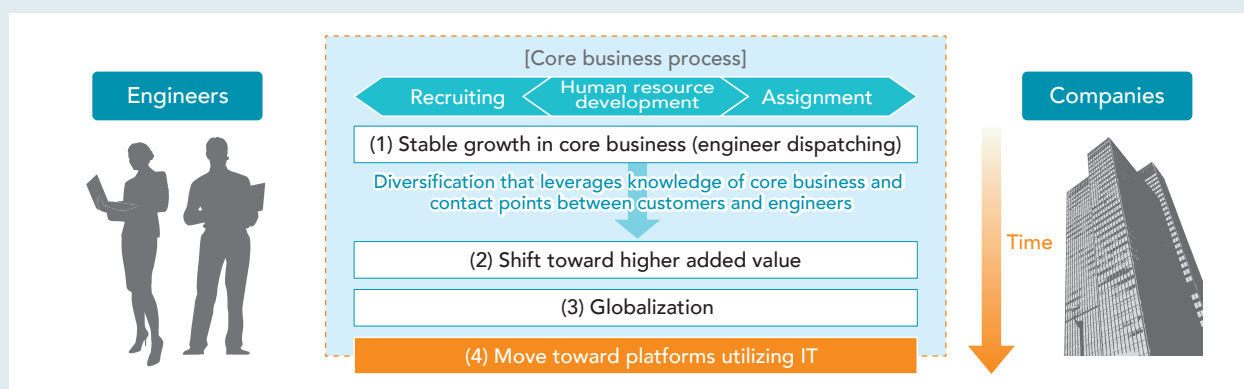 [Core business process]
Engineers
Recruiting
Human resource
development
Assignment
Companies
(1) Stable growth in core business (engineer dispatching)
Diversification that leverages knowledge of core business and
contact points between customers and engineers
Time
(2) Shift toward higher added value
(3) Globalization
(4) Move toward platforms utilizing IT